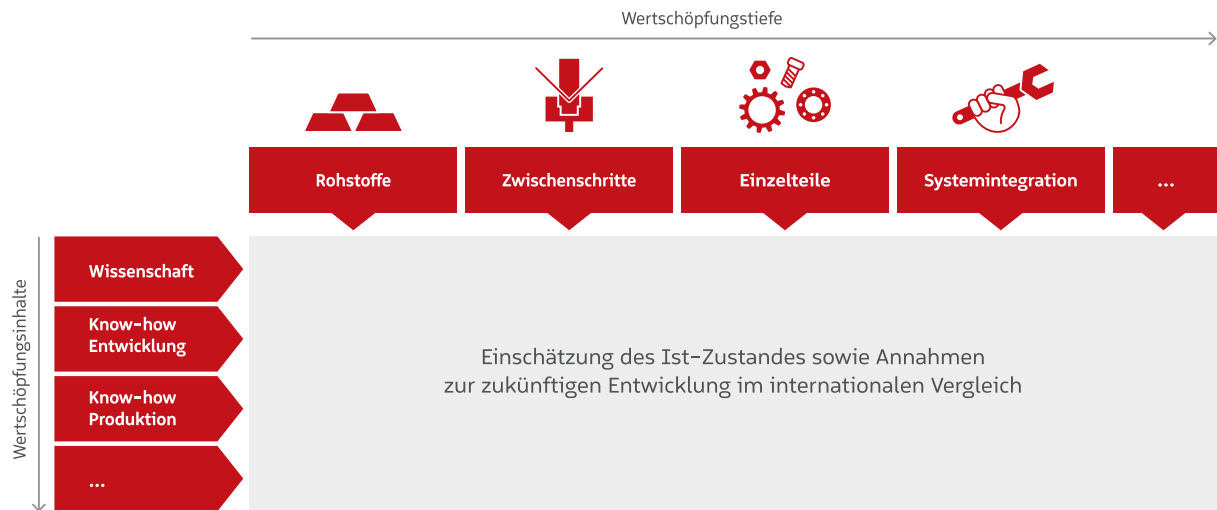 Wertschöpfungstiefe
Rohstoffe
Zwischenschritte
Einzelteile
Systemintegration
...
Wertschöpfungsinhalte
Wissenschaft
Know-how
Entwicklung
Know-how
Produktion
...
Einschätzung des Ist-Zustandes sowie Annahmen
zur zukünftigen Entwicklung im internationalen Vergleich